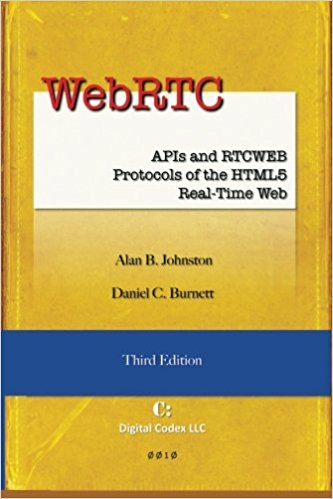 WebRTC
APIs and RTCWEB
Protocols of the HTML5
Real-Time Web
Alan B. Johnston
Daniel C. Burnett
Third Edition
C:
Digital Codex LLC
ØØ1Ø